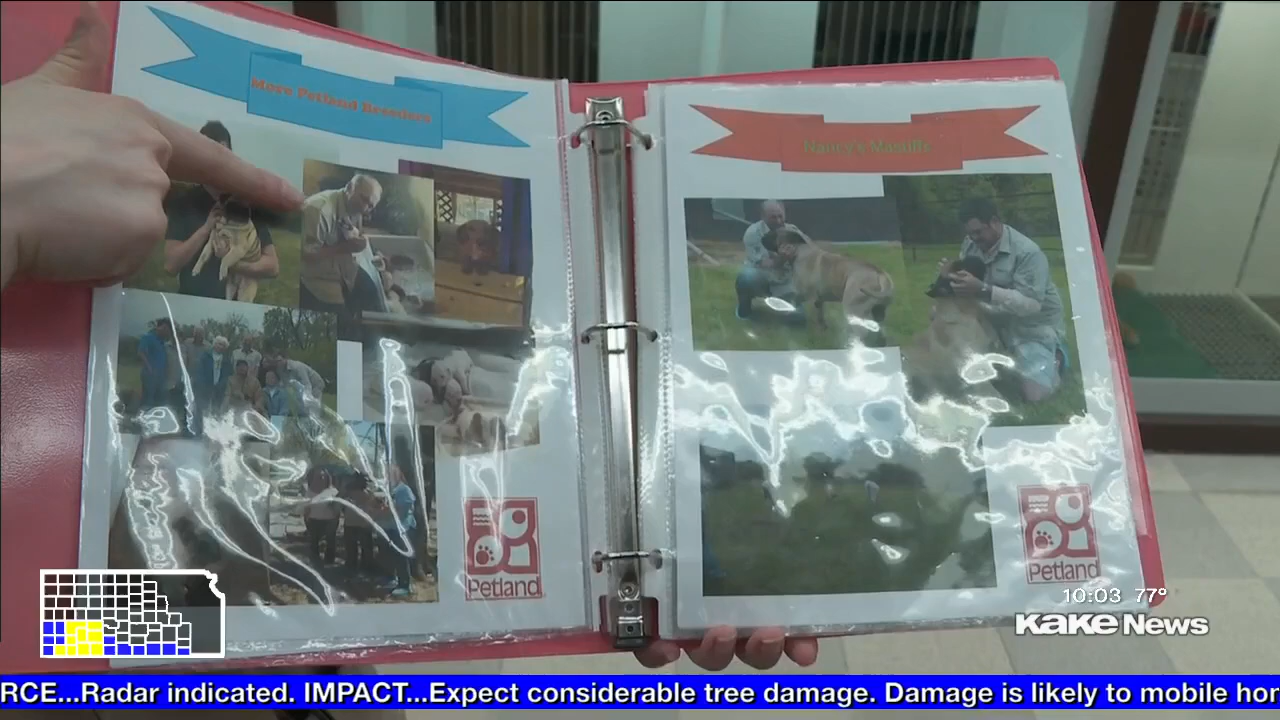 More Petland Breeders
Nancy's Mastiffs
Petland
Petland
10:03 77°
KAKE News
RCE...Radar indicated. IMPACT...Expect considerable tree damage. Damage is likely to mobile hor